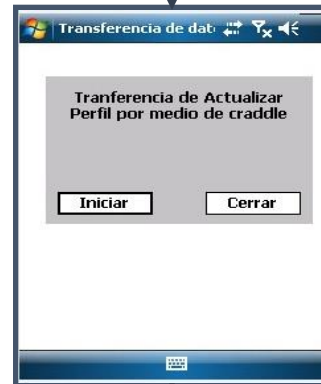 Transferencia de dat
Tranferencia de Actualizar
Perfil por medio de craddle
Iniciar
Cerrar